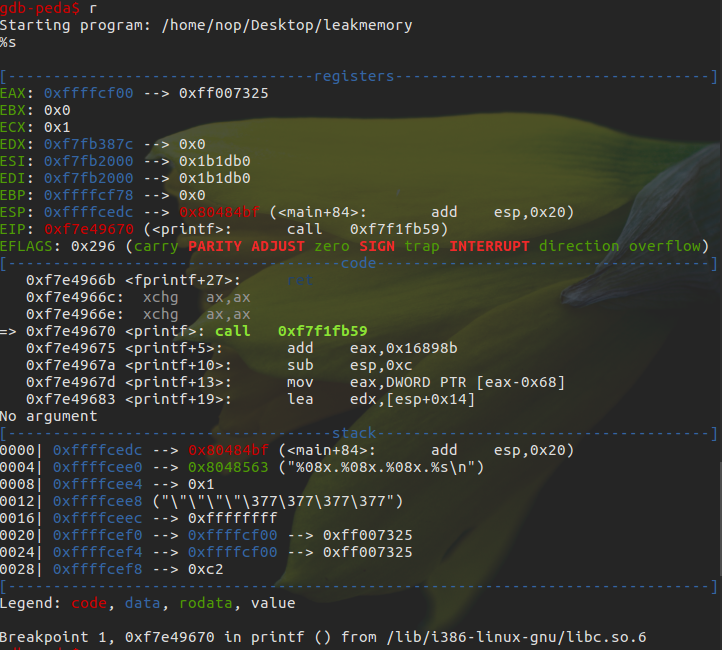 gdb-peda$ r
Starting program: /home/nop/Desktop/leakmemory
%s
[----------------------------------registers-----------------------------------]
EAX: 0xffffcf00 --> 0xff007325
EBX: 0x0
ECX: 0x1
EDX: 0xf7fb387c --> 0x0
ESI: 0xf7fb2000 --> 0x1b1db0
EDI: 0xf7fb2000 --> 0x1b1db0
EBP: 0xffffcf78 --> 0x0
ESP: 0xffffcedc --> 0x80484bf (<main+84>:	add    esp,0x20)
EIP: 0xf7e49670 (<printf>:	call   0xf7f1fb59)
EFLAGS: 0x296 (carry PARITY ADJUST zero SIGN trap INTERRUPT direction overflow)
[-------------------------------------code-------------------------------------]
   0xf7e4966b <fprintf+27>:	ret
   0xf7e4966c:	xchg   ax,ax
   0xf7e4966e:	xchg   ax,ax
=> 0xf7e49670 <printf>:	call   0xf7f1fb59
   0xf7e49675 <printf+5>:	add    eax,0x16898b
   0xf7e4967a <printf+10>:	sub    esp,0xc
   0xf7e4967d <printf+13>:	mov    eax,DWORD PTR [eax-0x68]
   0xf7e49683 <printf+19>:	lea    edx,[esp+0x14]
No argument
[------------------------------------stack-------------------------------------]
0000| 0xffffcedc --> 0x80484bf (<main+84>:	add    esp,0x20)
0004| 0xffffcee0 --> 0x8048563 ("%08x.%08x.%08x.%s\n")
0008| 0xffffcee4 --> 0x1
0012| 0xffffcee8 ("\"\"\"\"\377\377\377\377")
0016| 0xffffceec --> 0xffffffff
0020| 0xffffcef0 --> 0xffffcf00 --> 0xff007325
0024| 0xffffcef4 --> 0xffffcf00 --> 0xff007325
0028| 0xffffcef8 --> 0xc2
[------------------------------------------------------------------------------]
Legend: code, data, rodata, value
Breakpoint 1, 0xf7e49670 in printf () from /lib/i386-linux-gnu/libc.so.6